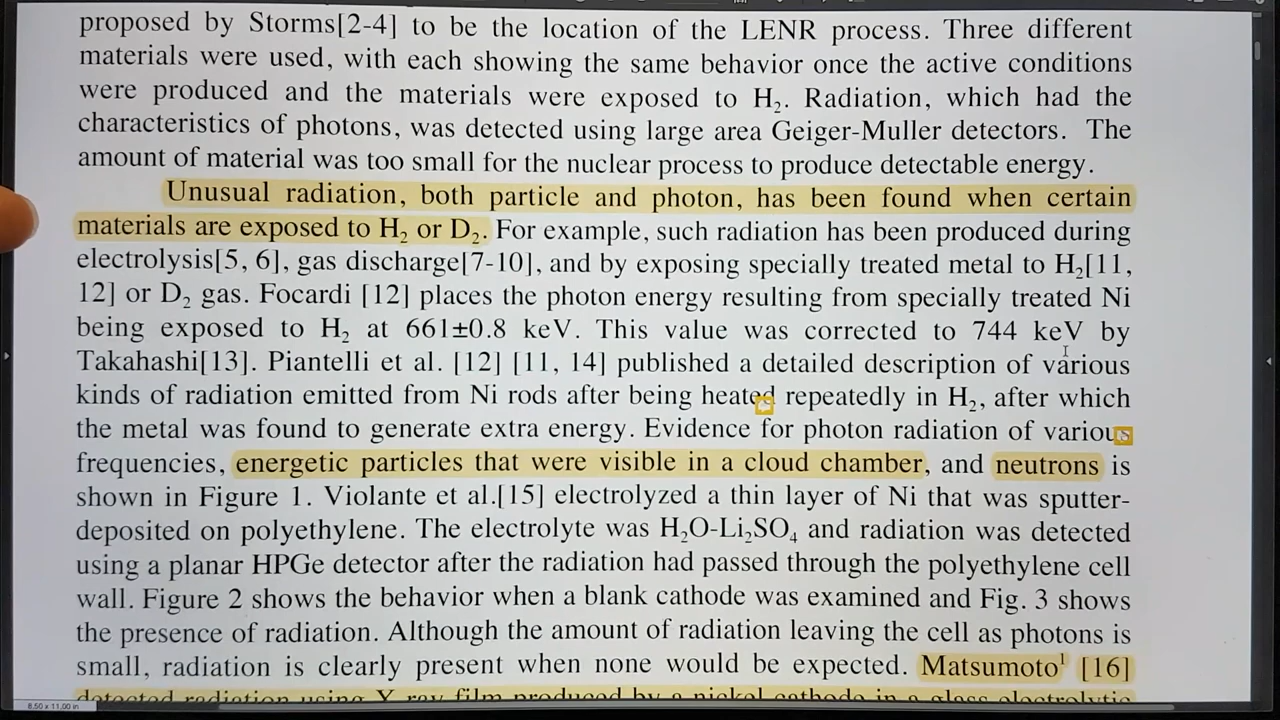 proposed by Storms[2-4] to be the location of the LENR process. Three different
materials were used, with each showing the same behavior once the active conditions
were produced and the materials were exposed to H₂. Radiation, which had the
characteristics of photons, was detected using large area Geiger-Muller detectors. The
amount of material was too small for the nuclear process to produce detectable energy.
Unusual radiation, both particle and photon, has been found when certain
materials are exposed to H₂ or D₂. For example, such radiation has been produced during
electrolysis[5, 6], gas discharge[7-10], and by exposing specially treated metal to H₂[11,
12] or D₂ gas. Focardi [12] places the photon energy resulting from specially treated Ni
being exposed to H₂ at 661±0.8 keV. This value was corrected to 744 keV by
Takahashi[13]. Piantelli et al. [12] [11, 14] published a detailed description of various
kinds of radiation emitted from Ni rods after being heated repeatedly in H₂, after which
the metal was found to generate extra energy. Evidence for photon radiation of various
frequencies, energetic particles that were visible in a cloud chamber, and neutrons is
shown in Figure 1. Violante et al.[15] electrolyzed a thin layer of Ni that was sputter-
deposited on polyethylene. The electrolyte was H₂O-Li₂SO₄ and radiation was detected
using a planar HPGe detector after the radiation had passed through the polyethylene cell
wall. Figure 2 shows the behavior when a blank cathode was examined and Fig. 3 shows
the presence of radiation. Although the amount of radiation leaving the cell as photons is
small, radiation is clearly present when none would be expected. Matsumoto¹ [16]
detected radiation using X-ray film produced by a nickel cathode in a glass electrolytic
8,50 x 11,00 in